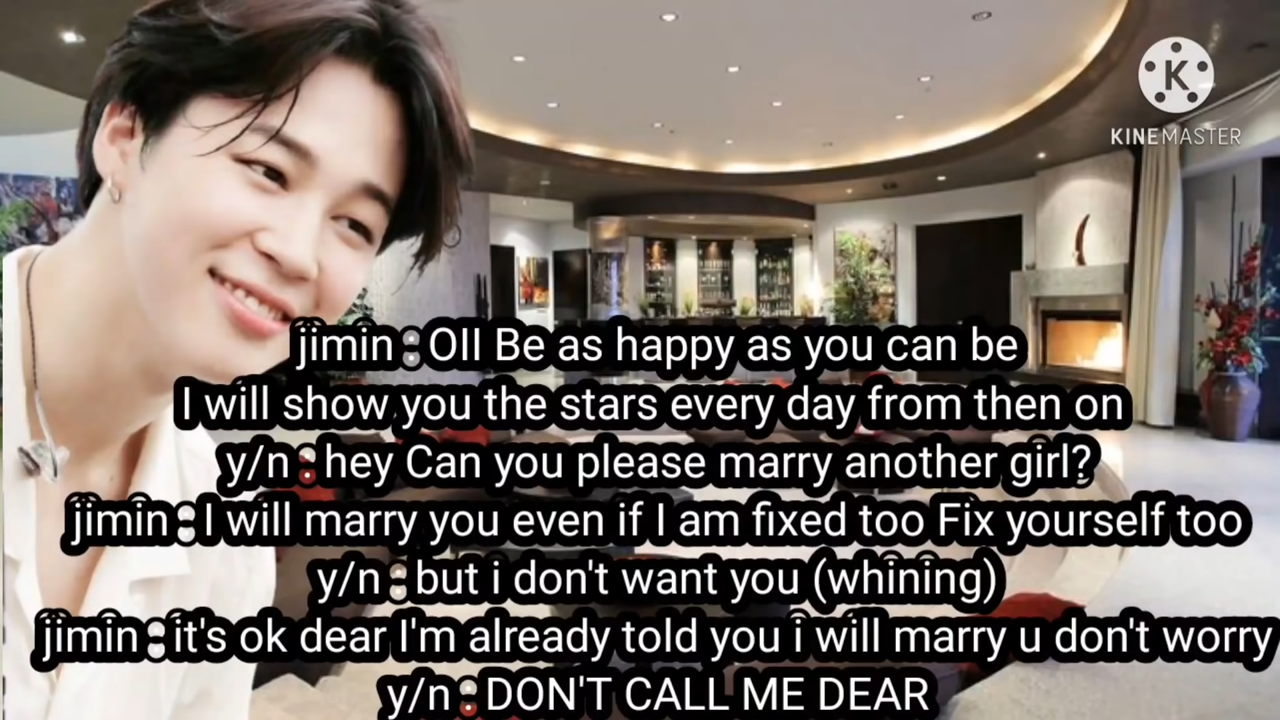 K
KINEMASTER
jimin : OII Be as happy as you can be
I will show you the stars every day from then on
y/n : hey Can you please marry another girl?
jimin : I will marry you even if I am fixed too Fix yourself too
y/n : but i don't want you (whining)
jimin : it's ok dear I'm already told you i will marry u don't worry
y/n : DON'T CALL ME DEAR